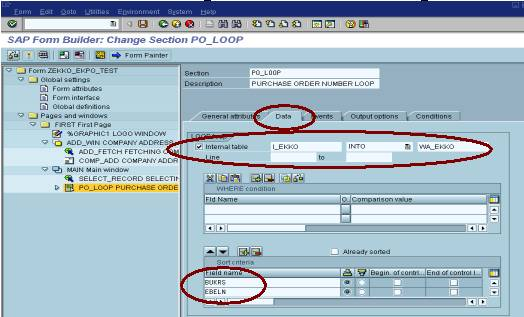 Form Edit Goto Utilities Environment System Help
SAP Form Builder: Change Section PO_LOOP
Form Painter
Form ZEKKO_EKPO_TEST
Global settings
Form attributes
Form interface
Global definitions
Pages and windows
FIRST First Page
%GRAPHIC1 LOGO WINDOW
ADD_WIN COMPANY ADDRESS
ADD_FETCH FETCHING COM
COMP_ADD COMPANY ADDR
MAIN Main window
SELECT_RECORD SELECTIN
PO_LOOP PURCHASE ORDE
Section PO_LOOP
Description PURCHASE ORDER NUMBER LOOP
General attributes Data Events Output options Conditions
LOOP
Internal table I_EKKO INTO WA_EKKO
Line to
WHERE condition
Fld Name O. Comparison value
Already sorted
Sort criteria
Field name Begin. of contr... End of control l...
BUKRS
EBELN